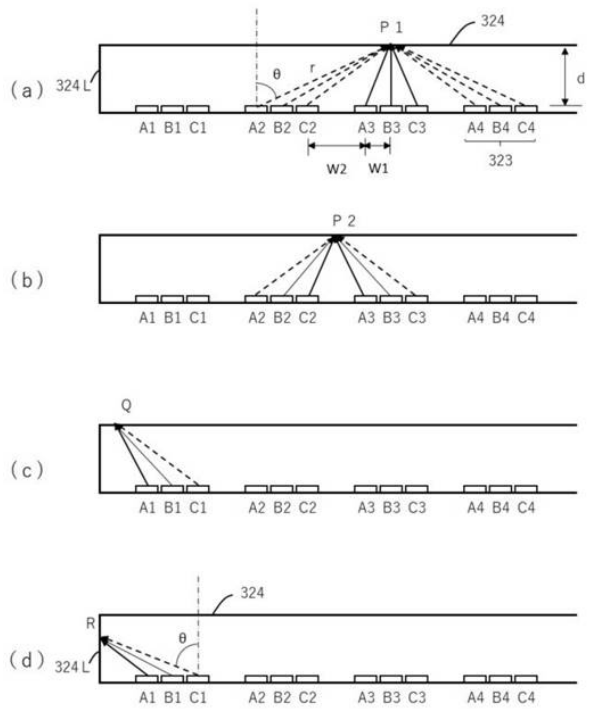 P 1
324
(a)
324 L
θ
r
d
A1 B1 C1 A2 B2 C2 A3 B3 C3 A4 B4 C4
W2 W1
323
P 2
(b)
A1 B1 C1 A2 B2 C2 A3 B3 C3 A4 B4 C4
Q
(c)
A1 B1 C1 A2 B2 C2 A3 B3 C3 A4 B4 C4
324
R
θ
(d)
324 L
A1 B1 C1 A2 B2 C2 A3 B3 C3 A4 B4 C4